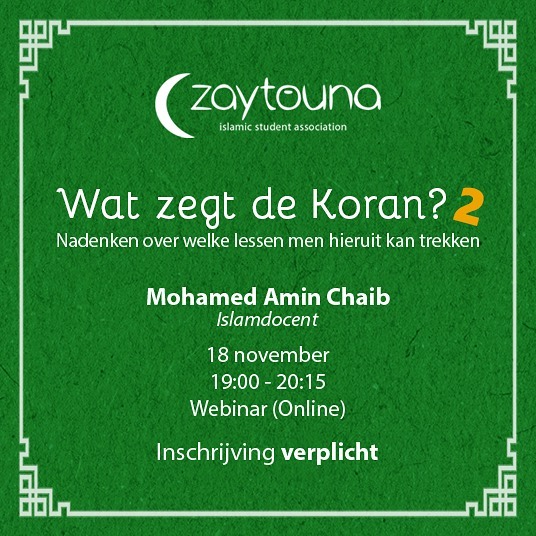 zaytouna
islamic student association
Wat zegt de Koran? 2
Nadenken over welke lessen men hieruit kan trekken
Mohamed Amin Chaib
Islamdocent
18 november
19:00 - 20:15
Webinar (Online)
Inschrijving verplicht